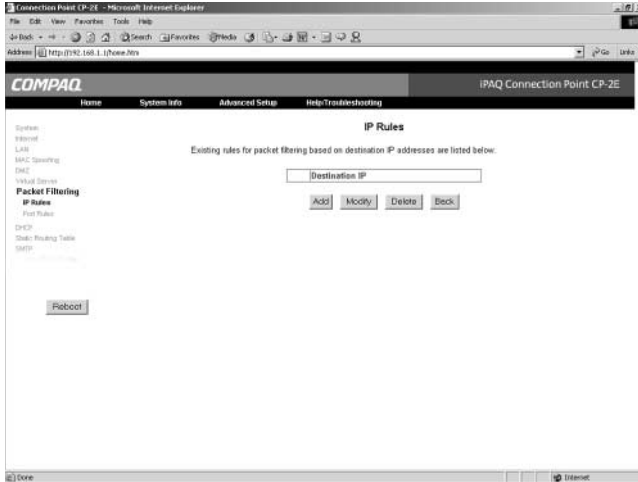 Connection Point CP-2E - Microsoft Internet Explorer
File Edit View Favorites Tools Help
Back Search Favorites Media
Address http://192.168.1.1/home.htm Go Links
COMPAQ iPAQ Connection Point CP-2E
Home System Info Advanced Setup Help/Troubleshooting
System
Internet
LAN
MAC Spoofing
DMZ
Virtual Server
Packet Filtering
IP Rules
Port Rules
DHCP
Static Routing Table
SNTP
Reboot
IP Rules
Existing rules for packet filtering based on destination IP addresses are listed below.
Destination IP
Add Modify Delete Back
Done Internet